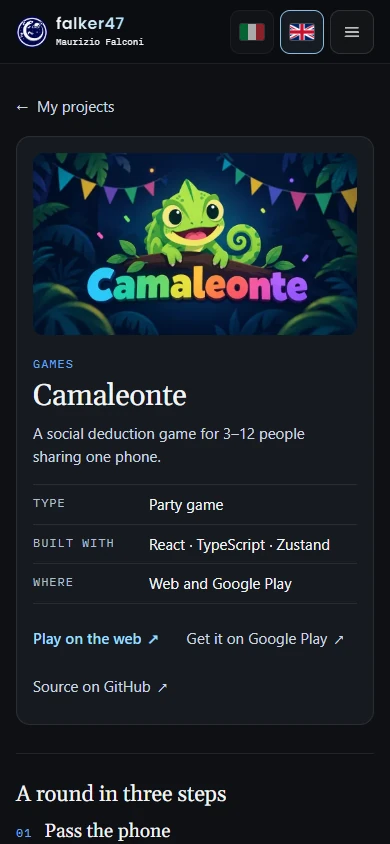 falker47
Maurizio Falconi
← My projects
Camaleonte
GAMES
Camaleonte
A social deduction game for 3–12 people
sharing one phone.
TYPE Party game
BUILT WITH React · TypeScript · Zustand
WHERE Web and Google Play
Play on the web ↗ Get it on Google Play ↗
Source on GitHub ↗
A round in three steps
01 Pass the phone